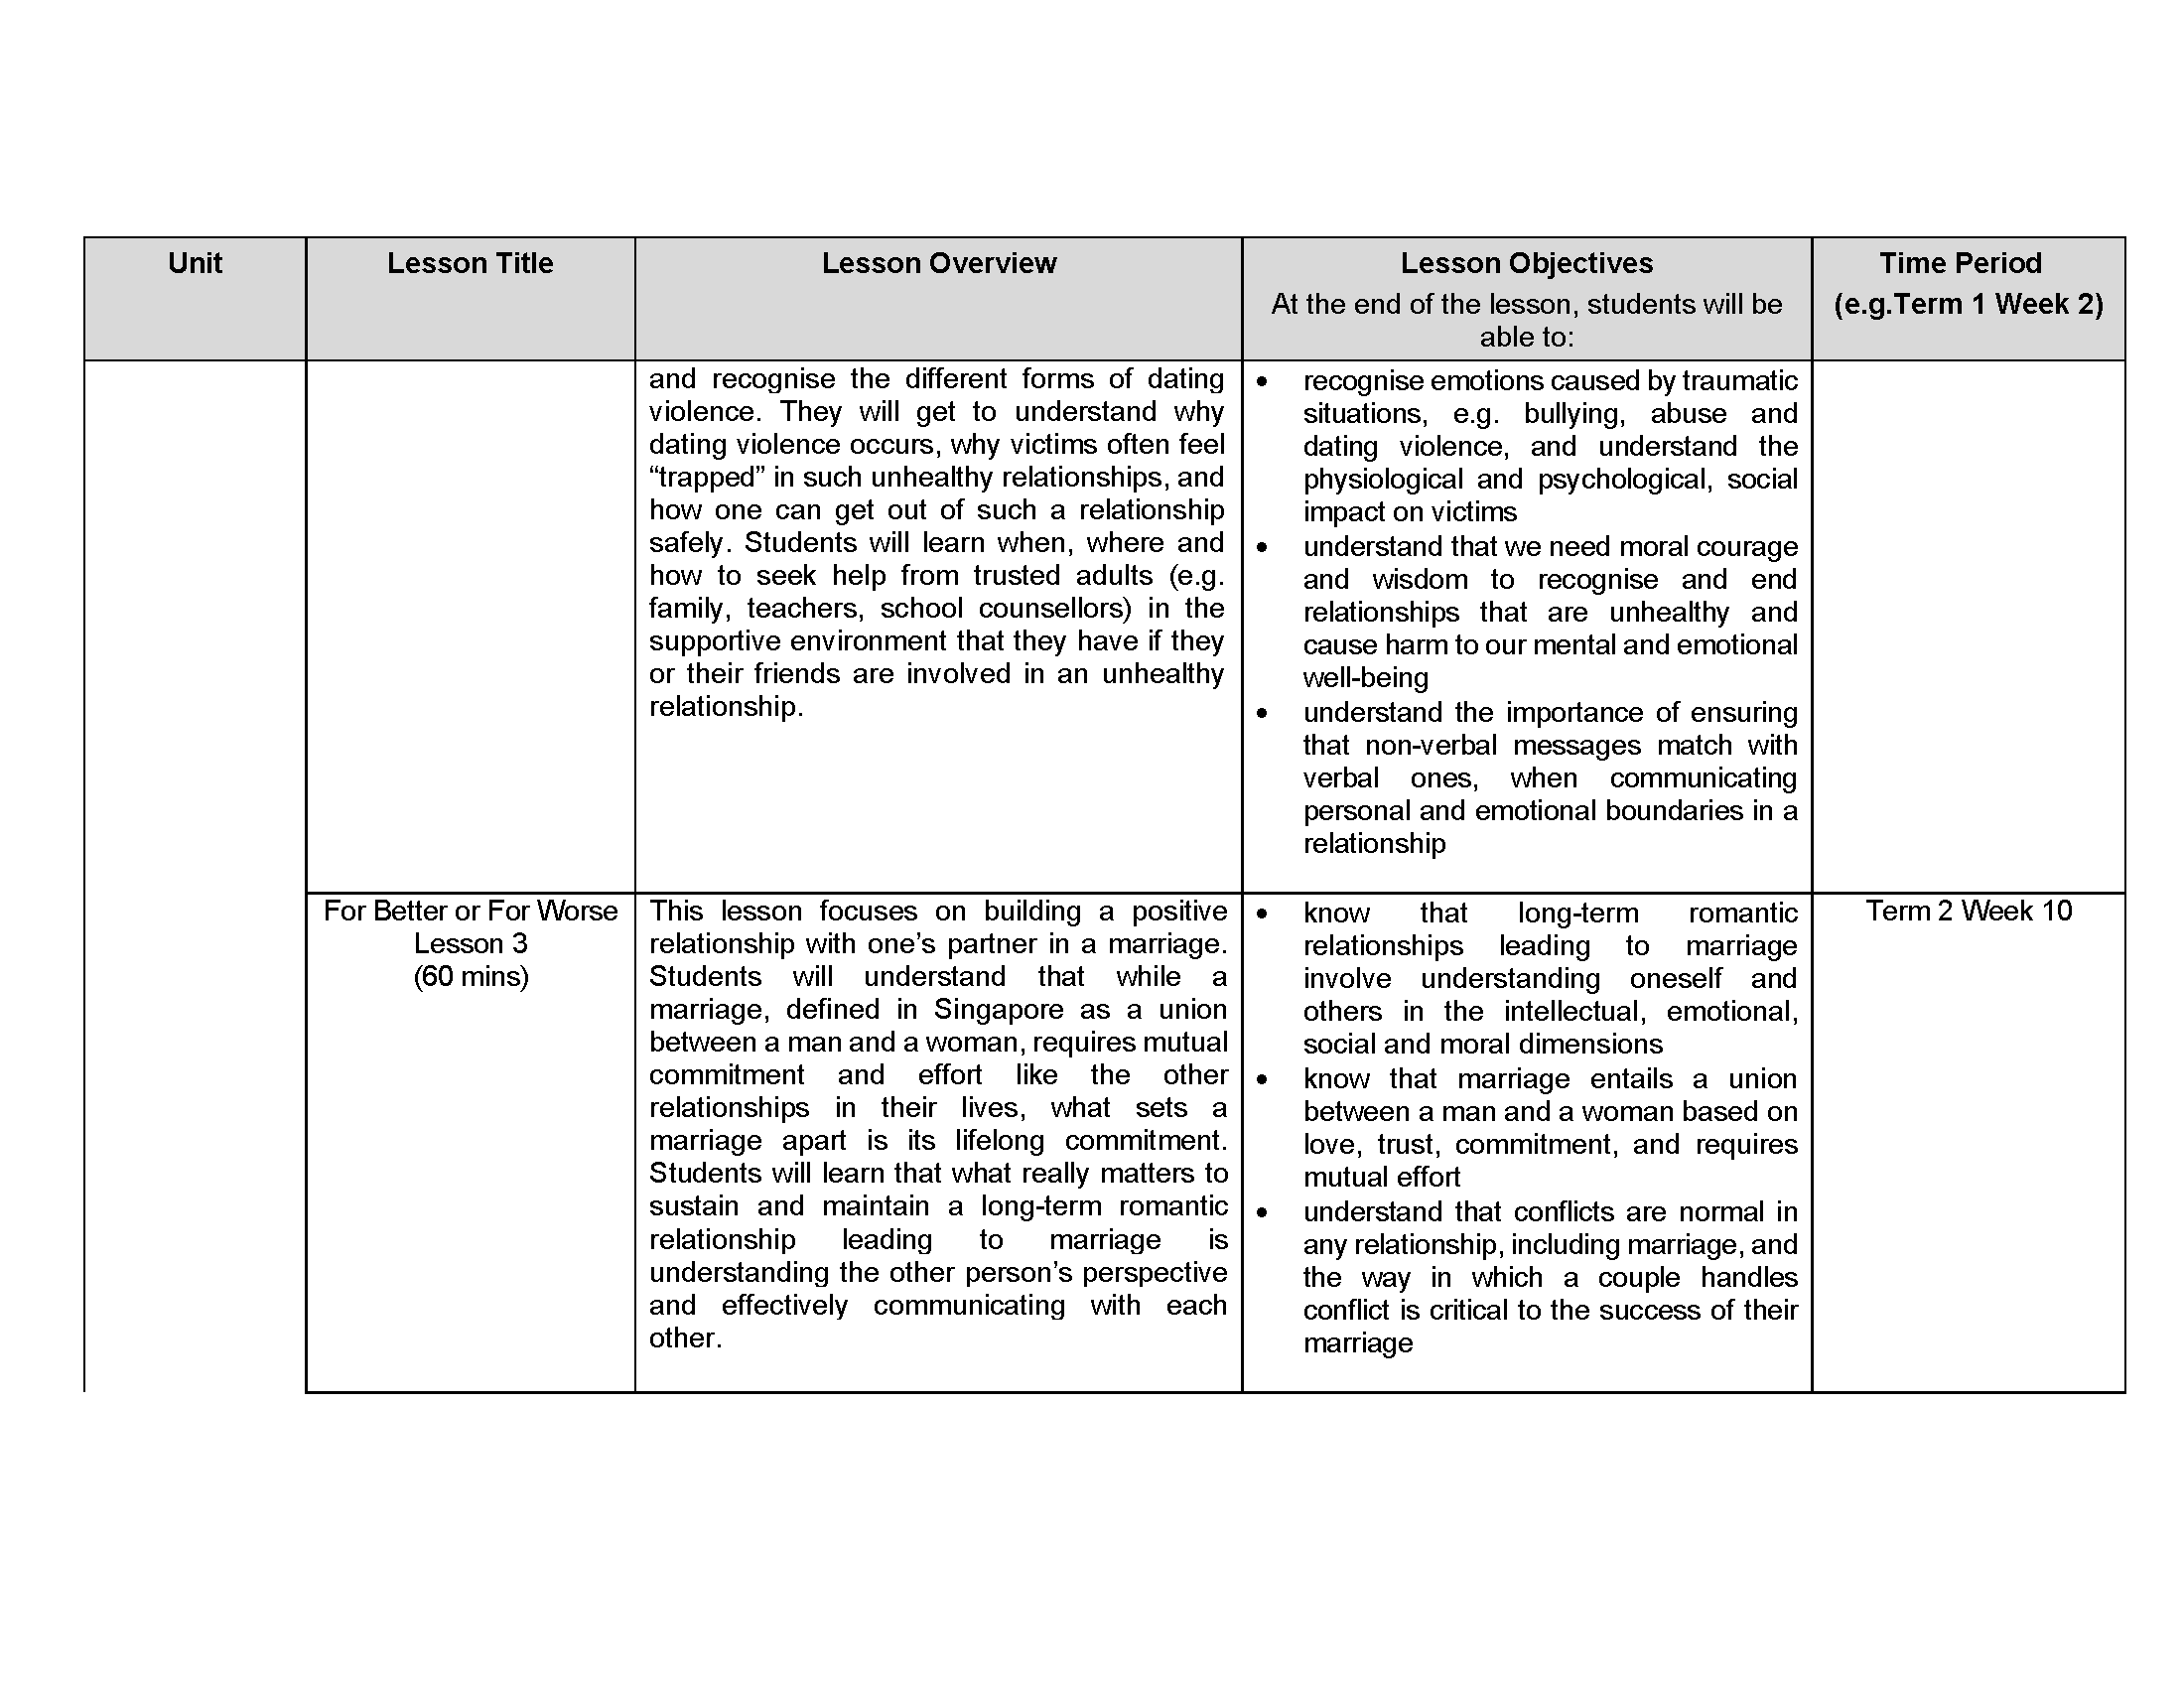 Unit
Lesson Title
Lesson Overview
Lesson Objectives
At the end of the lesson, students will be
able to:
Time Period
(e.g.Term 1 Week 2)
and recognise the different forms of dating
violence. They will get to understand why
dating violence occurs, why victims often feel
“trapped” in such unhealthy relationships, and
how one can get out of such a relationship
safely. Students will learn when, where and
how to seek help from trusted adults (e.g.
family, teachers, school counsellors) in the
supportive environment that they have if they
or their friends are involved in an unhealthy
relationship.
• recognise emotions caused by traumatic
situations, e.g. bullying, abuse and
dating violence, and understand the
physiological and psychological, social
impact on victims
• understand that we need moral courage
and wisdom to recognise and end
relationships that are unhealthy and
cause harm to our mental and emotional
well-being
• understand the importance of ensuring
that non-verbal messages match with
verbal ones, when communicating
personal and emotional boundaries in a
relationship
For Better or For Worse
Lesson 3
(60 mins)
This lesson focuses on building a positive
relationship with one’s partner in a marriage.
Students will understand that while a
marriage, defined in Singapore as a union
between a man and a woman, requires mutual
commitment and effort like the other
relationships in their lives, what sets a
marriage apart is its lifelong commitment.
Students will learn that what really matters to
sustain and maintain a long-term romantic
relationship leading to marriage is
understanding the other person’s perspective
and effectively communicating with each
other.
• know that long-term romantic
relationships leading to marriage
involve understanding oneself and
others in the intellectual, emotional,
social and moral dimensions
• know that marriage entails a union
between a man and a woman based on
love, trust, commitment, and requires
mutual effort
• understand that conflicts are normal in
any relationship, including marriage, and
the way in which a couple handles
conflict is critical to the success of their
marriage
Term 2 Week 10